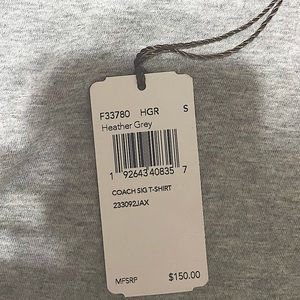 F33780 HGR S
Heather Grey
1 92643 40835 7
COACH SIG T-SHIRT
233092JAX
MFSRP $150.00